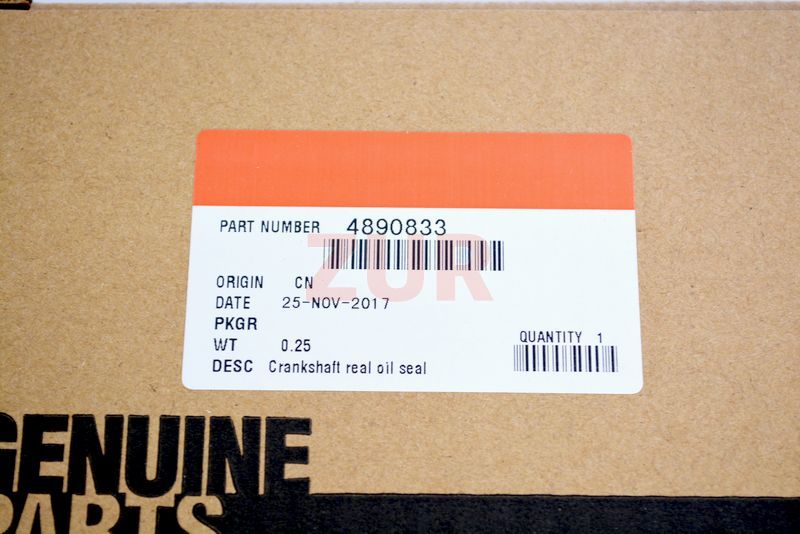 PART NUMBER 4890833
ZUR
ORIGIN CN
DATE 25-NOV-2017
PKGR
WT 0.25
QUANTITY 1
DESC Crankshaft real oil seal
GENUINE
PARTS